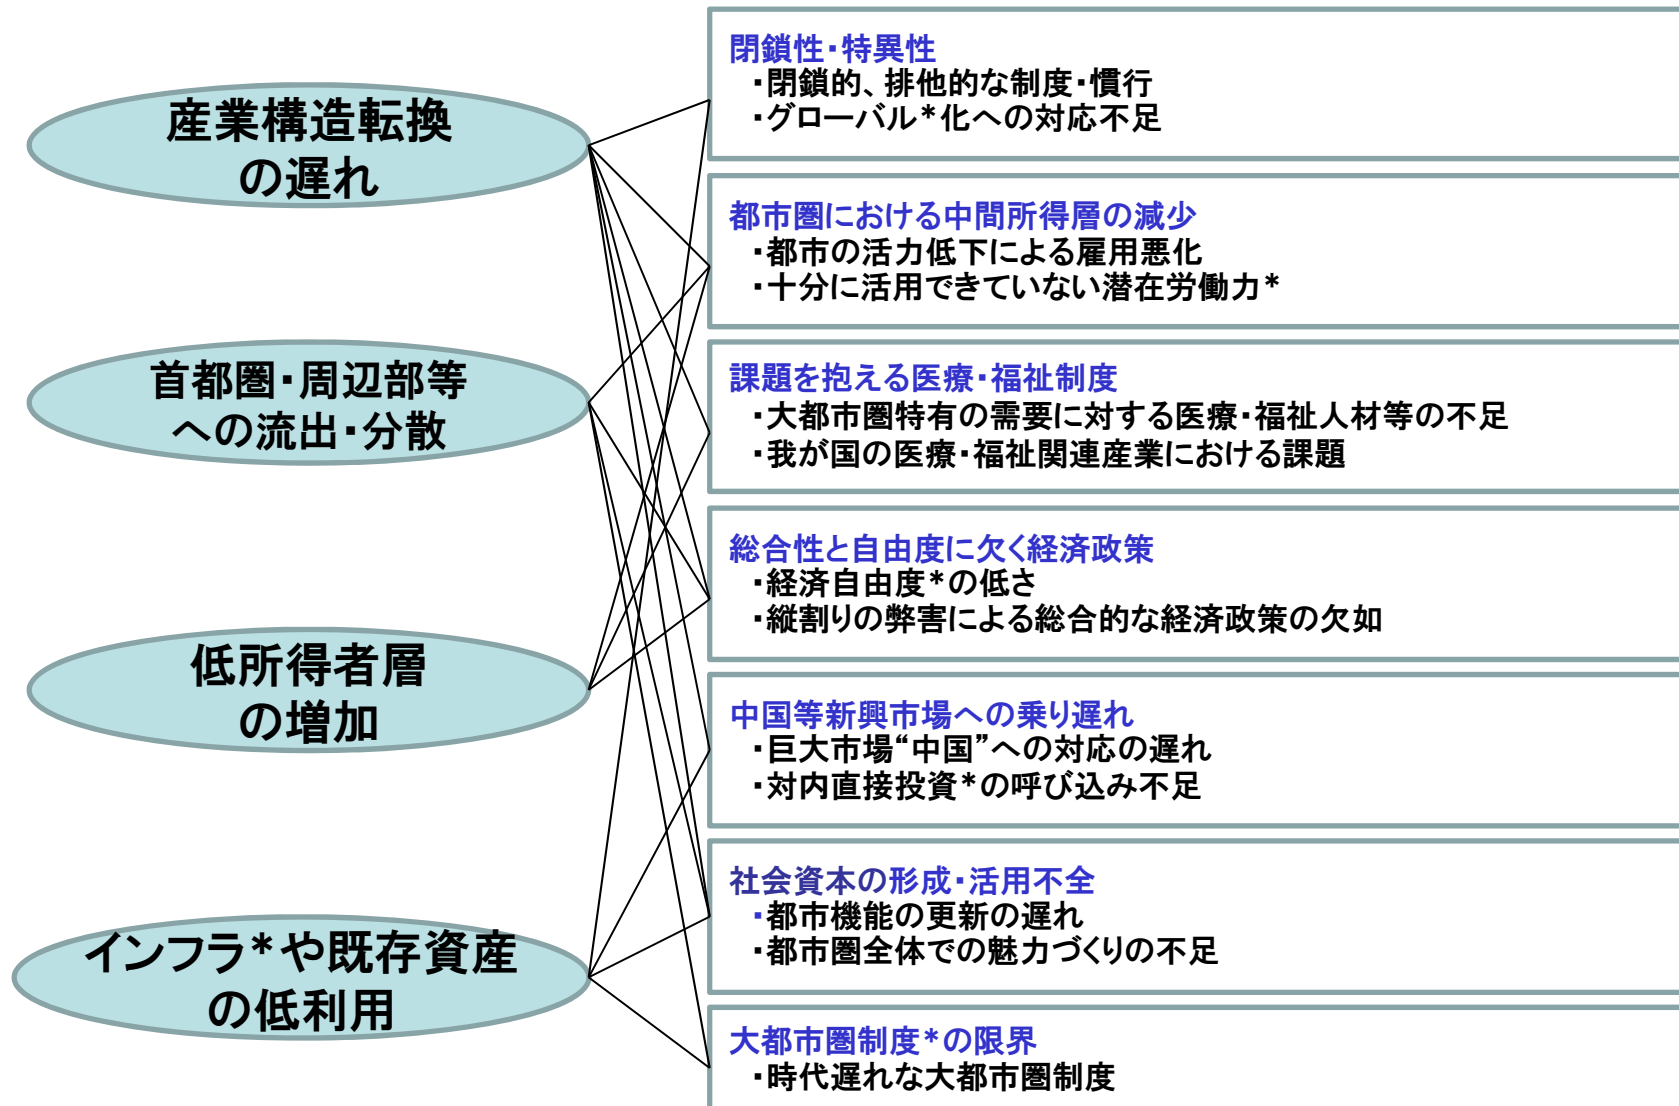 産業構造転換
の遅れ
首都圏・周辺部等
への流出・分散
低所得者層
の増加
インフラ*や既存資産
の低利用
閉鎖性・特異性
・閉鎖的、排他的な制度・慣行
・グローバル*化への対応不足
都市圏における中間所得層の減少
・都市の活力低下による雇用悪化
・十分に活用できていない潜在労働力*
課題を抱える医療・福祉制度
・大都市圏特有の需要に対する医療・福祉人材等の不足
・我が国の医療・福祉関連産業における課題
総合性と自由度に欠く経済政策
・経済自由度*の低さ
・縦割りの弊害による総合的な経済政策の欠如
中国等新興市場への乗り遅れ
・巨大市場“中国”への対応の遅れ
・対内直接投資*の呼び込み不足
社会資本の形成・活用不全
・都市機能の更新の遅れ
・都市圏全体での魅力づくりの不足
大都市圏制度*の限界
・時代遅れな大都市圏制度